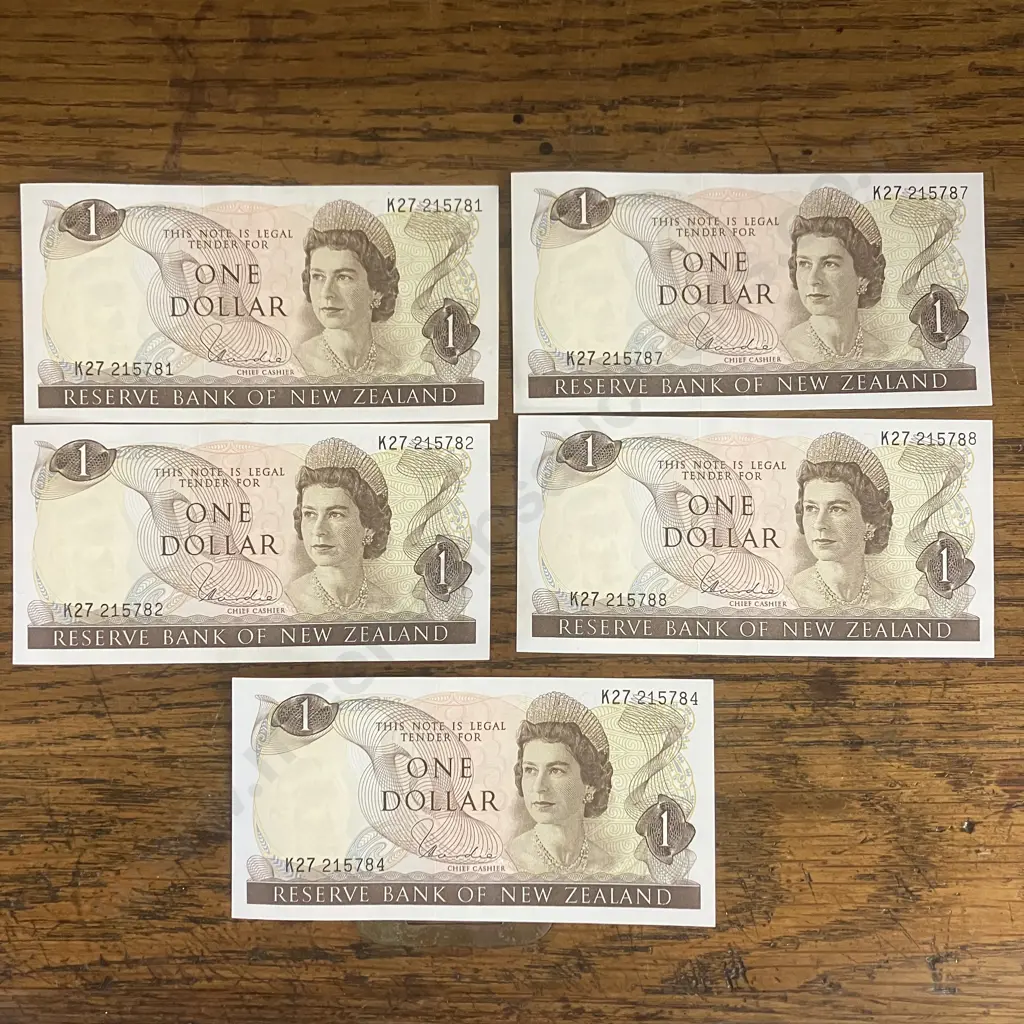 1
K27 215781
THIS NOTE IS LEGAL
TENDER FOR
ONE
DOLLAR
1
CHIEF CASHIER
K27 215781
RESERVE BANK OF NEW ZEALAND
1
K27 215787
THIS NOTE IS LEGAL
TENDER FOR
ONE
DOLLAR
1
CHIEF CASHIER
K27 215787
RESERVE BANK OF NEW ZEALAND
1
K27 215782
THIS NOTE IS LEGAL
TENDER FOR
ONE
DOLLAR
1
CHIEF CASHIER
K27 215782
RESERVE BANK OF NEW ZEALAND
1
K27 215788
THIS NOTE IS LEGAL
TENDER FOR
ONE
DOLLAR
1
CHIEF CASHIER
K27 215788
RESERVE BANK OF NEW ZEALAND
1
K27 215784
THIS NOTE IS LEGAL
TENDER FOR
ONE
DOLLAR
1
CHIEF CASHIER
K27 215784
RESERVE BANK OF NEW ZEALAND